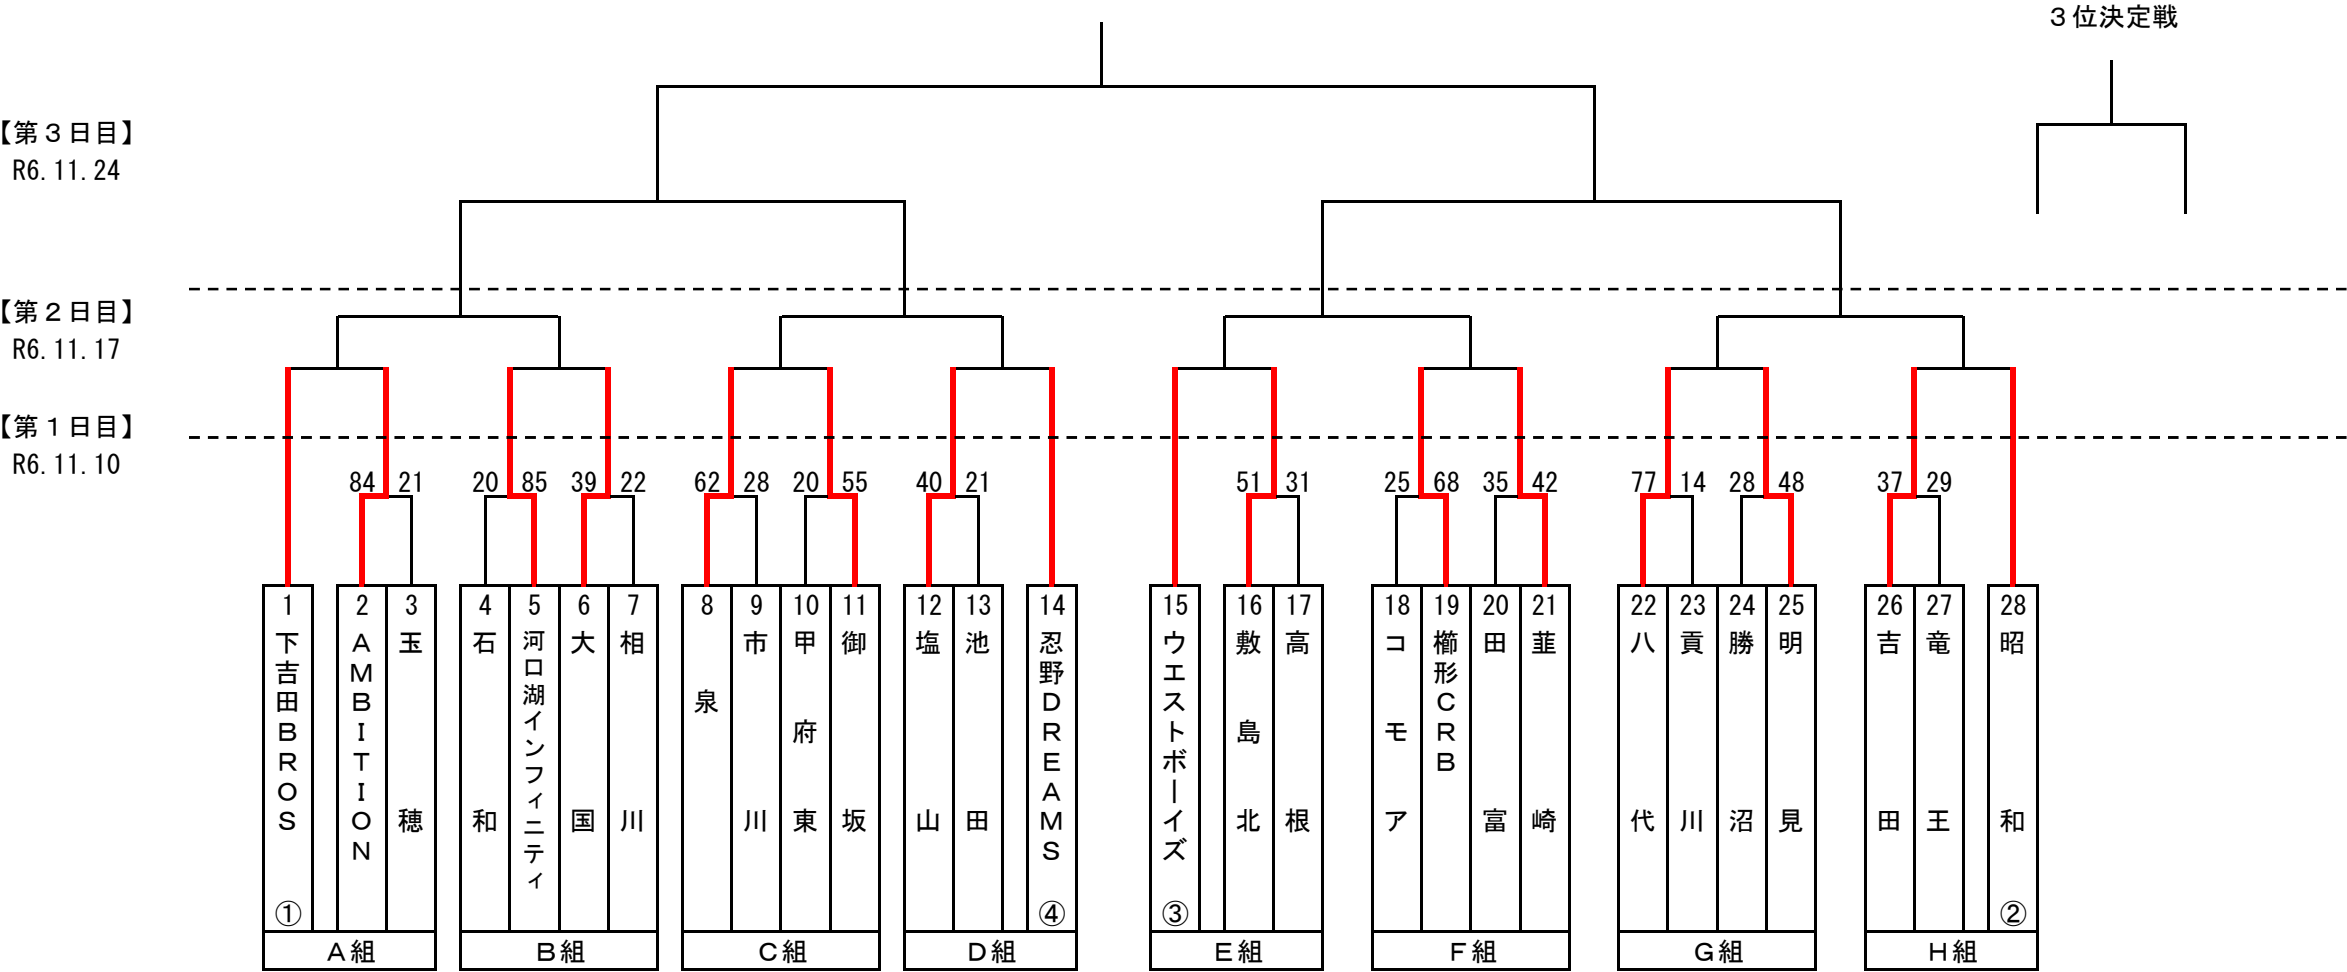 ３位決定戦
【第３日目】
R6.11.24
【第２日目】
R6.11.17
【第１日目】
R6.11.10
84 21 20 85 39 22 62 28 20 55 40 21 51 31 25 68 35 42 77 14 28 48 37 29
1 2 3 4 5 6 7 8 9 10 11 12 13 14 15 16 17 18 19 20 21 22 23 24 25 26 27 28
下吉田ＢＲＯＳ
ＡＭＢＩＴＩＯＮ
玉穂
石和
河口湖インフィニティ
大国
相川
泉
市川
甲府東
御坂
塩山
池田
忍野ＤＲＥＡＭＳ
ウエストボーイズ
敷島北
高根
コモア
櫛形ＣＲＢ
田富
韮崎
八代
貢川
勝沼
明見
吉田
竜王
昭和
① ④ ③ ②
Ａ組 Ｂ組 Ｃ組 Ｄ組 Ｅ組 Ｆ組 Ｇ組 Ｈ組